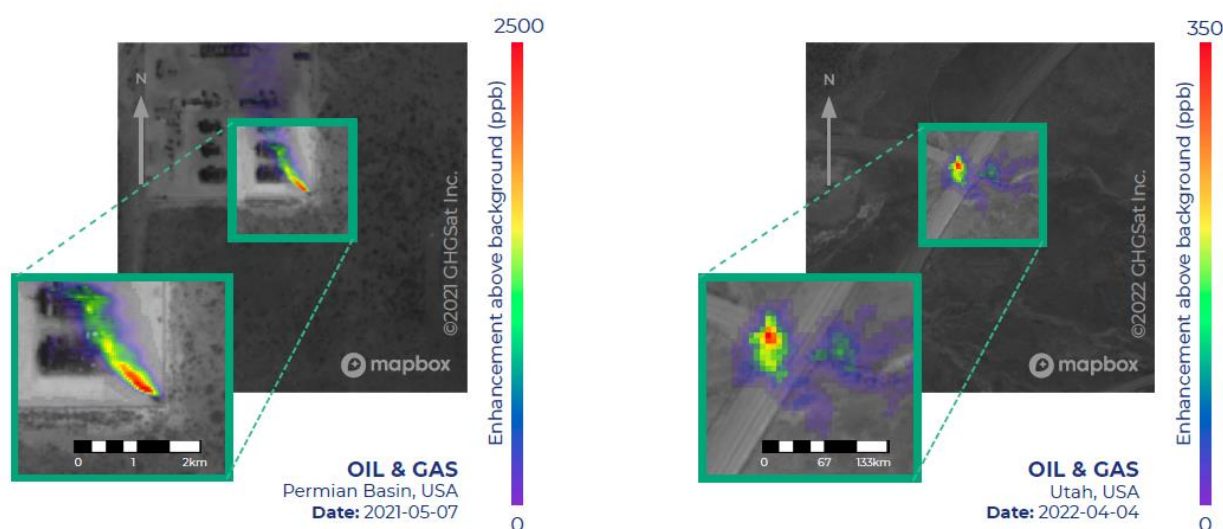 2500
N
Enhancement above background (ppb)
©2021 GHGSat Inc.
mapbox
0 1 2km
OIL & GAS
Permian Basin, USA
Date: 2021-05-07
0
350
N
Enhancement above background (ppb)
©2022 GHGSat Inc.
mapbox
0 67 133km
OIL & GAS
Utah, USA
Date: 2022-04-04
0